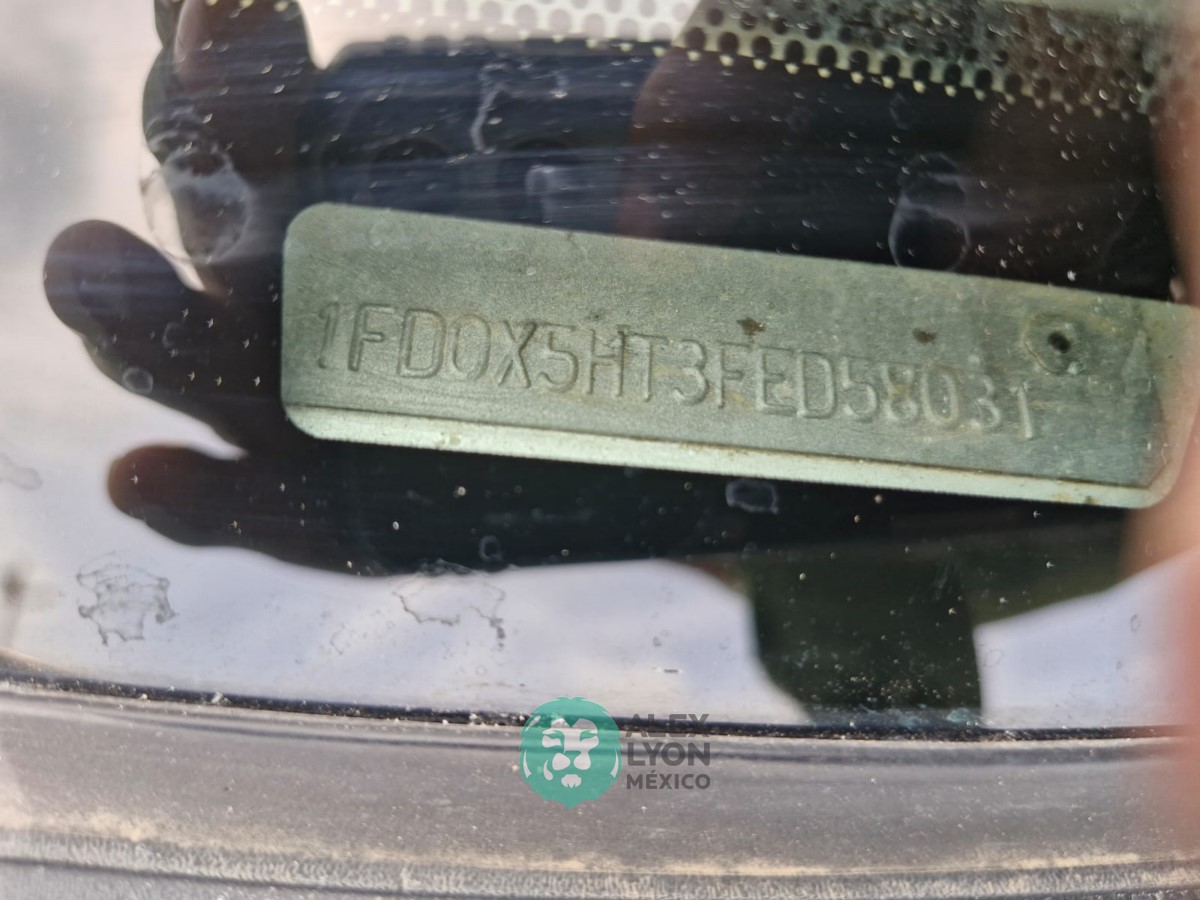 1FD0X5HT3FED58031
ALEX
LYON
MÉXICO